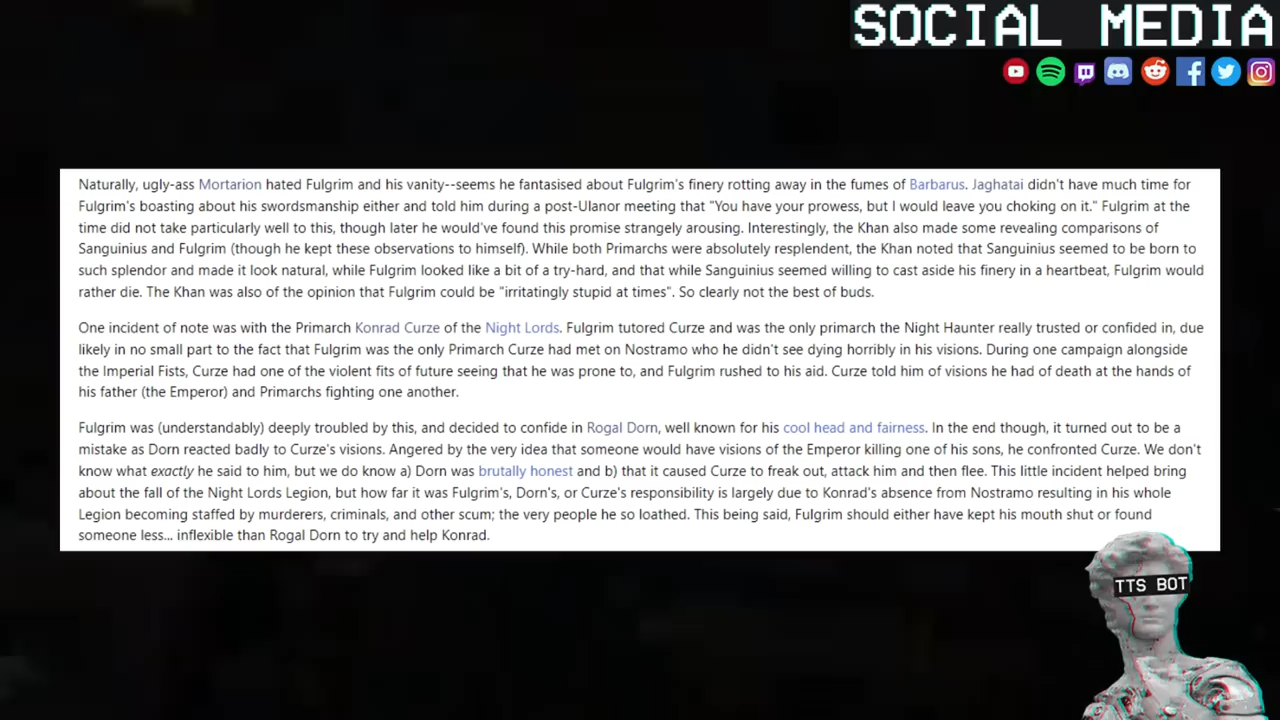 SOCIAL MEDIA
Naturally, ugly-ass Mortarion hated Fulgrim and his vanity--seems he fantasised about Fulgrim's finery rotting away in the fumes of Barbarus. Jaghatai didn't have much time for
Fulgrim's boasting about his swordsmanship either and told him during a post-Ulanor meeting that "You have your prowess, but I would leave you choking on it." Fulgrim at the
time did not take particularly well to this, though later he would've found this promise strangely arousing. Interestingly, the Khan also made some revealing comparisons of
Sanguinius and Fulgrim (though he kept these observations to himself). While both Primarchs were absolutely resplendent, the Khan noted that Sanguinius seemed to be born to
such splendor and made it look natural, while Fulgrim looked like a bit of a try-hard, and that while Sanguinius seemed willing to cast aside his finery in a heartbeat, Fulgrim would
rather die. The Khan was also of the opinion that Fulgrim could be "irritatingly stupid at times". So clearly not the best of buds.
One incident of note was with the Primarch Konrad Curze of the Night Lords. Fulgrim tutored Curze and was the only primarch the Night Haunter really trusted or confided in, due
likely in no small part to the fact that Fulgrim was the only Primarch Curze had met on Nostramo who he didn't see dying horribly in his visions. During one campaign alongside
the Imperial Fists, Curze had one of the violent fits of future seeing that he was prone to, and Fulgrim rushed to his aid. Curze told him of visions he had of death at the hands of
his father (the Emperor) and Primarchs fighting one another.
Fulgrim was (understandably) deeply troubled by this, and decided to confide in Rogal Dorn, well known for his cool head and fairness. In the end though, it turned out to be a
mistake as Dorn reacted badly to Curze's visions. Angered by the very idea that someone would have visions of the Emperor killing one of his sons, he confronted Curze. We don't
know what exactly he said to him, but we do know a) Dorn was brutally honest and b) that it caused Curze to freak out, attack him and then flee. This little incident helped bring
about the fall of the Night Lords Legion, but how far it was Fulgrim's, Dorn's, or Curze's responsibility is largely due to Konrad's absence from Nostramo resulting in his whole
Legion becoming staffed by murderers, criminals, and other scum; the very people he so loathed. This being said, Fulgrim should either have kept his mouth shut or found
someone less... inflexible than Rogal Dorn to try and help Konrad.
TTS BOT